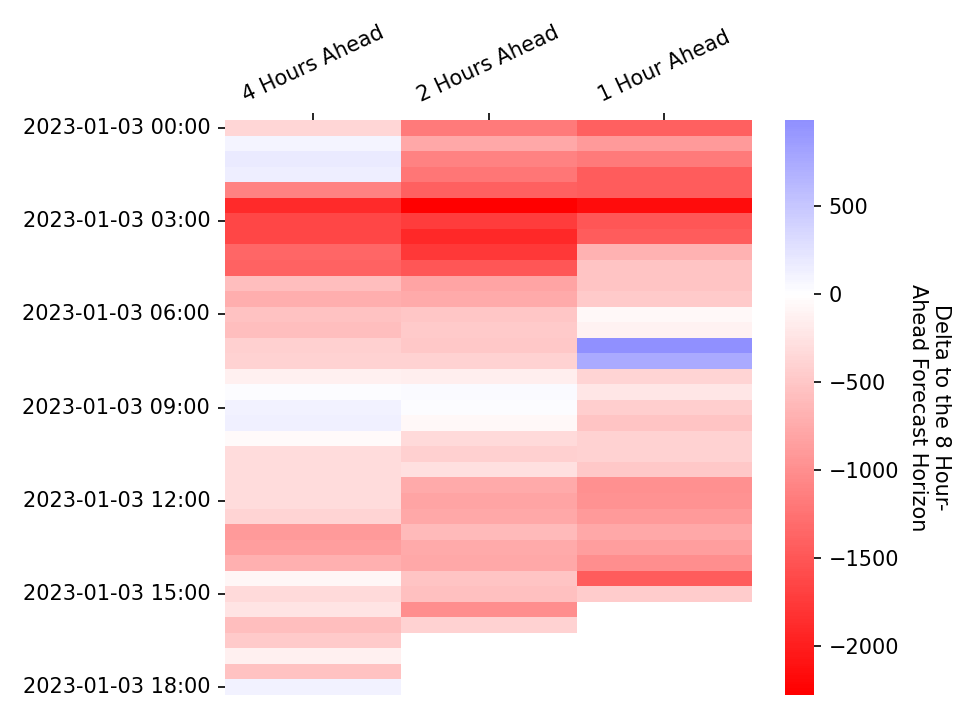 4 Hours Ahead
2 Hours Ahead
1 Hour Ahead
2023-01-03 00:00
2023-01-03 03:00
2023-01-03 06:00
2023-01-03 09:00
2023-01-03 12:00
2023-01-03 15:00
2023-01-03 18:00
500
0
−500
−1000
−1500
−2000
Delta to the 8 Hour-
Ahead Forecast Horizon